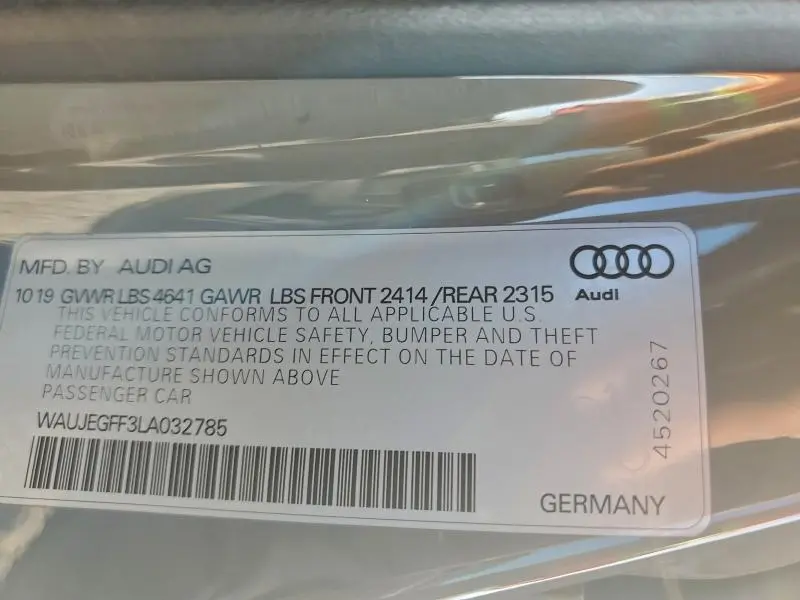 MFD. BY AUDI AG
10 19 GVWR LBS 4641 GAWR LBS FRONT 2414 /REAR 2315
Audi
THIS VEHICLE CONFORMS TO ALL APPLICABLE U.S.
FEDERAL MOTOR VEHICLE SAFETY, BUMPER AND THEFT
PREVENTION STANDARDS IN EFFECT ON THE DATE OF
MANUFACTURE SHOWN ABOVE
PASSENGER CAR
WAUJEGFF3LA032785
4520267
GERMANY